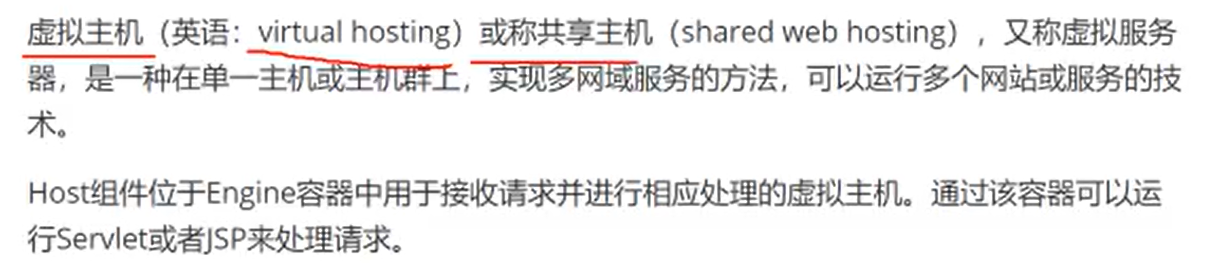 虚拟主机（英语：virtual hosting）或称共享主机（shared web hosting），又称虚拟服务
器，是一种在单一主机或主机群上，实现多网域服务的方法，可以运行多个网站或服务的技
术。
Host组件位于Engine容器中用于接收请求并进行相应处理的虚拟主机。通过该容器可以运
行Servlet或者JSP来处理请求。